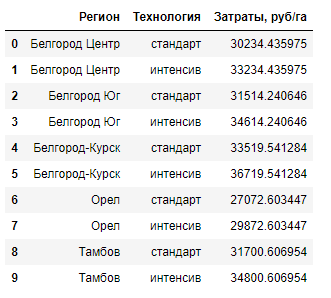 Регион Технология Затраты, руб/га
0 Белгород Центр стандарт 30234.435975
1 Белгород Центр интенсив 33234.435975
2 Белгород Юг стандарт 31514.240646
3 Белгород Юг интенсив 34614.240646
4 Белгород-Курск стандарт 33519.541284
5 Белгород-Курск интенсив 36719.541284
6 Орел стандарт 27072.603447
7 Орел интенсив 29872.603447
8 Тамбов стандарт 31700.606954
9 Тамбов интенсив 34800.606954